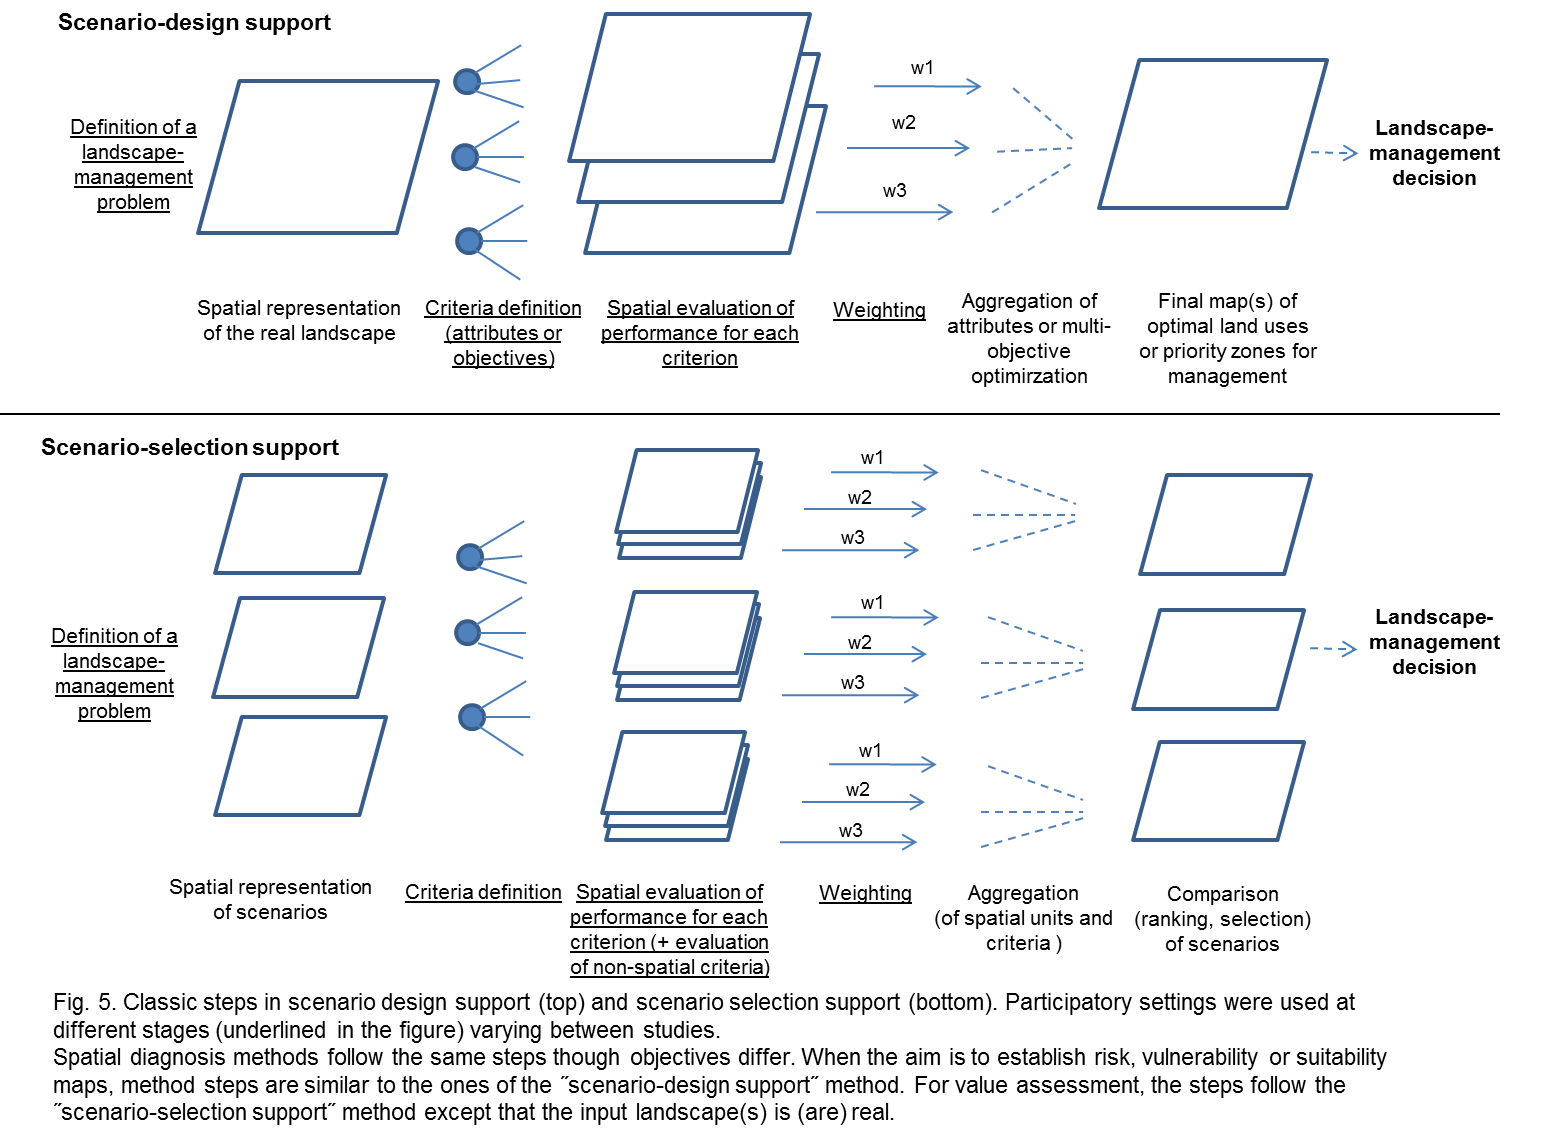 Scenario-design support
Definition of a
landscape-
management
problem
w1
w2
w3
Landscape-
management
decision
Spatial representation
of the real landscape
Criteria definition
(attributes or
objectives)
Spatial evaluation of
performance for each
criterion
Weighting
Aggregation of
attributes or multi-
objective
optimirzation
Final map(s) of
optimal land uses
or priority zones for
management
Scenario-selection support
Definition of a
landscape-
management
problem
w1
w2
w3
w1
w2
w3
w1
w2
w3
Landscape-
management
decision
Spatial representation
of scenarios
Criteria definition
Spatial evaluation of
performance for each
criterion (+ evaluation
of non-spatial criteria)
Weighting
Aggregation
(of spatial units and
criteria )
Comparison
(ranking, selection)
of scenarios
Fig. 5. Classic steps in scenario design support (top) and scenario selection support (bottom). Participatory settings were used at
different stages (underlined in the figure) varying between studies.
Spatial diagnosis methods follow the same steps though objectives differ. When the aim is to establish risk, vulnerability or suitability
maps, method steps are similar to the ones of the ˝scenario-design support˝ method. For value assessment, the steps follow the
˝scenario-selection support˝ method except that the input landscape(s) is (are) real.